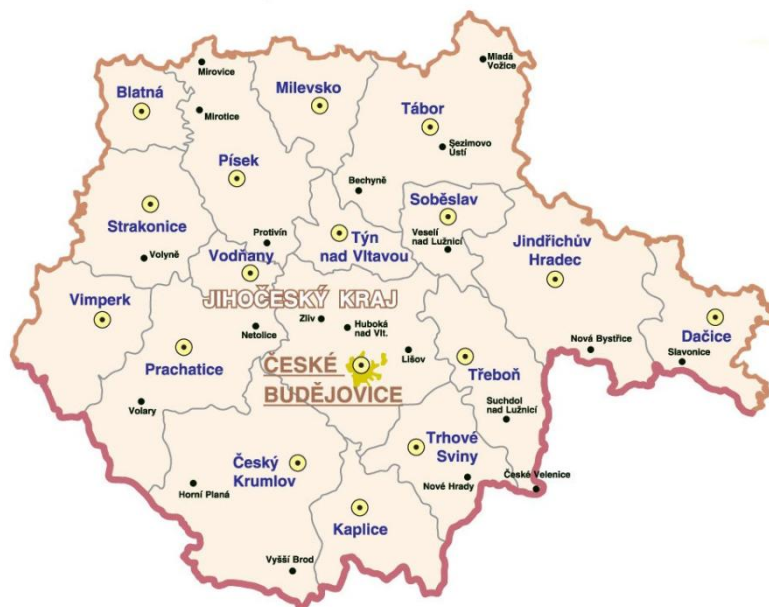 Mladá
Vožice
Mirovice
Blatná
Milevsko
Mirotice
Tábor
Sezimovo
Ústí
Písek
Bechyně
Soběslav
Strakonice
Protivín
Týn
nad Vltavou
Veselí
nad Lužnicí
Jindřichův
Hradec
Volyně
Vodňany
Vimperk
JIHOČESKÝ KRAJ
Zliv
Huboká
nad Vlt.
Netolice
Dačice
Nová Bystřice
Slavonice
Prachatice
Lišov
ČESKÉ
BUDĚJOVICE
Třeboň
Volary
Suchdol
nad Lužnicí
Trhové
Sviny
Český
Krumlov
Horní Planá
Nové Hrady
České Velenice
Kaplice
Vyšší Brod